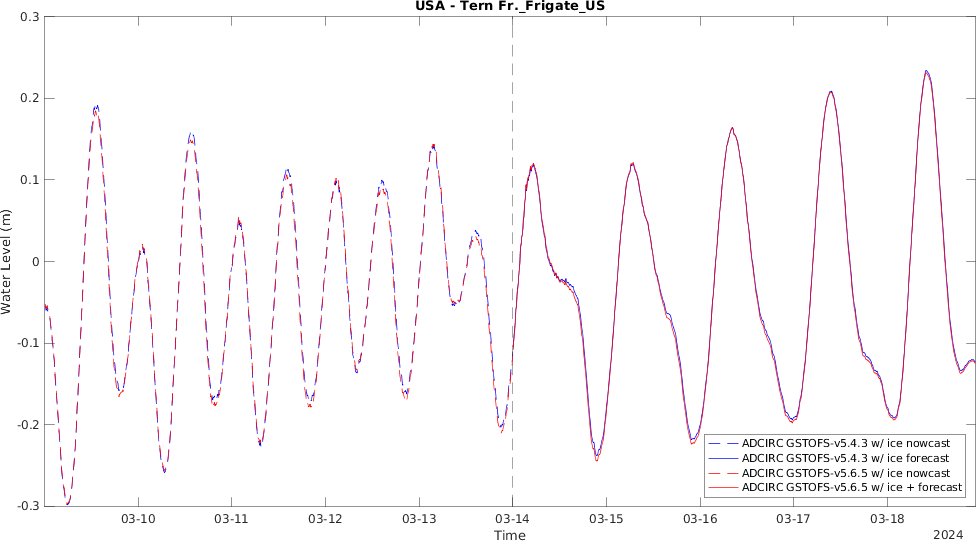 USA - Tern Fr._Frigate_US
0.3
0.2
0.1
0
-0.1
-0.2
-0.3
Water Level (m)
ADCIRC GSTOFS-v5.4.3 w/ ice nowcast
ADCIRC GSTOFS-v5.4.3 w/ ice forecast
ADCIRC GSTOFS-v5.6.5 w/ ice nowcast
ADCIRC GSTOFS-v5.6.5 w/ ice + forecast
03-10 03-11 03-12 03-13 03-14 03-15 03-16 03-17 03-18
Time
2024